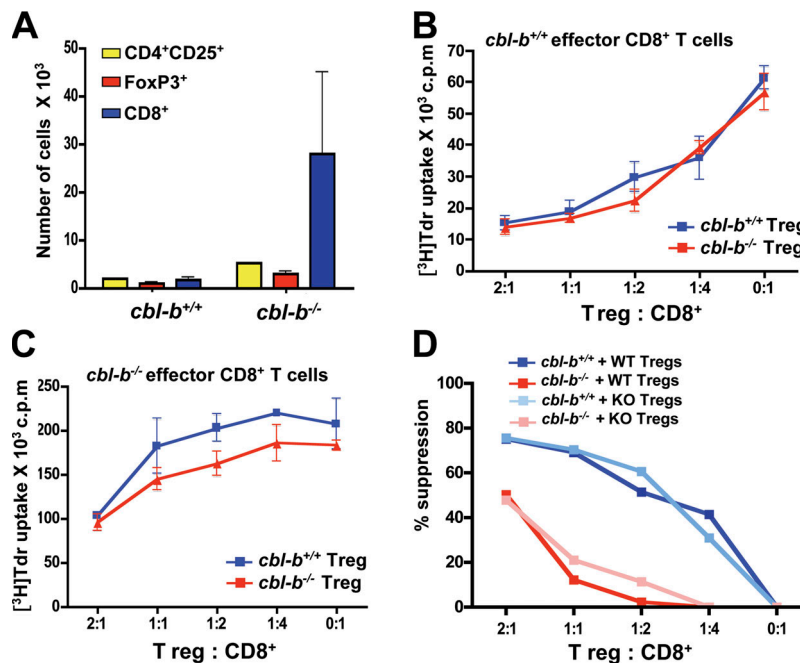 A
Number of cells X 10³
50
40
30
20
10
0
CD4⁺CD25⁺
FoxP3⁺
CD8⁺
cbl-b⁺/⁺
cbl-b⁻/⁻
B
cbl-b⁺/⁺ effector CD8⁺ T cells
[³H]Tdr uptake X 10³ c.p.m
70
60
50
40
30
20
10
0
cbl-b⁺/⁺ Treg
cbl-b⁻/⁻ Treg
2:1
1:1
1:2
1:4
0:1
Treg : CD8⁺
C
cbl-b⁻/⁻ effector CD8⁺ T cells
[³H]Tdr uptake X 10³ c.p.m
250
200
150
100
50
0
cbl-b⁺/⁺ Treg
cbl-b⁻/⁻ Treg
2:1
1:1
1:2
1:4
0:1
Treg : CD8⁺
D
cbl-b⁺/⁺ + WT Tregs
cbl-b⁻/⁻ + WT Tregs
cbl-b⁺/⁺ + KO Tregs
cbl-b⁻/⁻ + KO Tregs
% suppression
100
80
60
40
20
0
2:1
1:1
1:2
1:4
0:1
Treg : CD8⁺